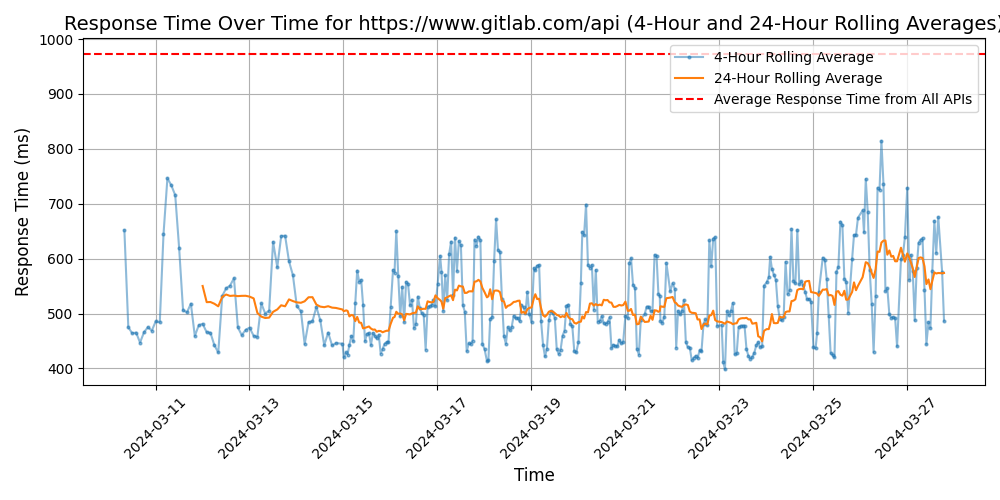 Response Time Over Time for https://www.gitlab.com/api (4-Hour and 24-Hour Rolling Averages)
Response Time (ms)
1000
900
800
700
600
500
400
4-Hour Rolling Average
24-Hour Rolling Average
Average Response Time from All APIs
2024-03-11
2024-03-13
2024-03-15
2024-03-17
2024-03-19
2024-03-21
2024-03-23
2024-03-25
2024-03-27
Time